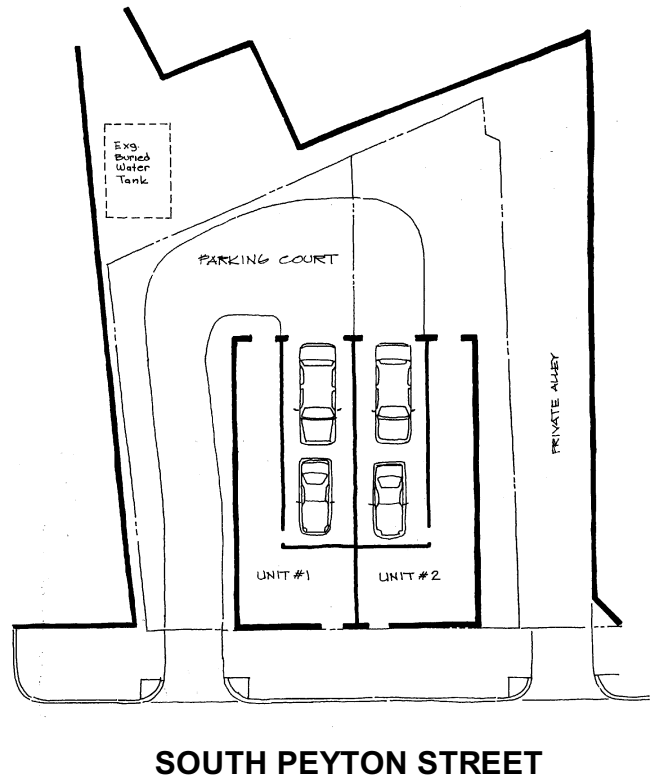 Exg.
Buried
Water
Tank
PARKING COURT
PRIVATE ALLEY
UNIT #1
UNIT #2
SOUTH PEYTON STREET